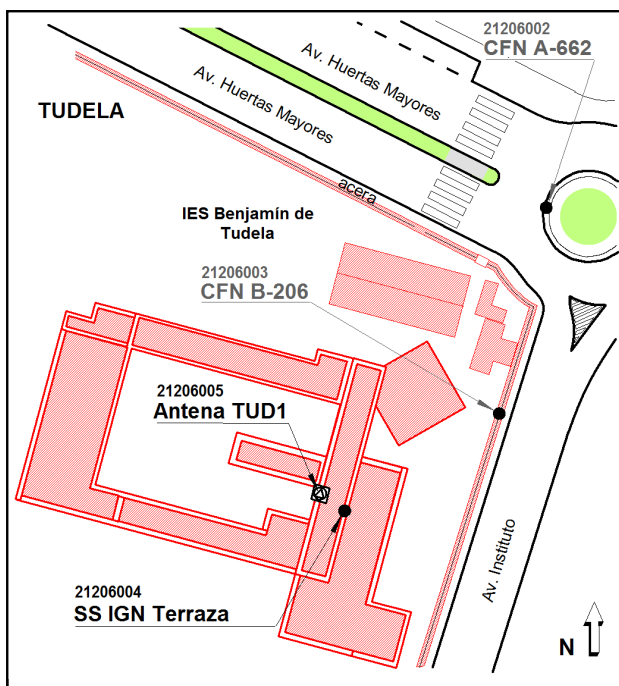 21206002
CFN A-662
Av. Huertas Mayores
Av. Huertas Mayores
TUDELA
acera
IES Benjamín de
Tudela
21206003
CFN B-206
21206005
Antena TUD1
21206004
SS IGN Terraza
Av. Instituto
N